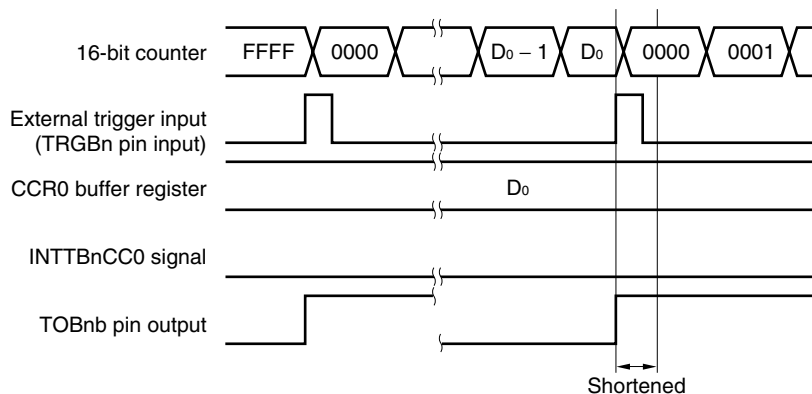 16-bit counter FFFF 0000 D0 − 1 D0 0000 0001
External trigger input
(TRGBn pin input)
CCR0 buffer register D0
INTTBnCC0 signal
TOBnb pin output
Shortened